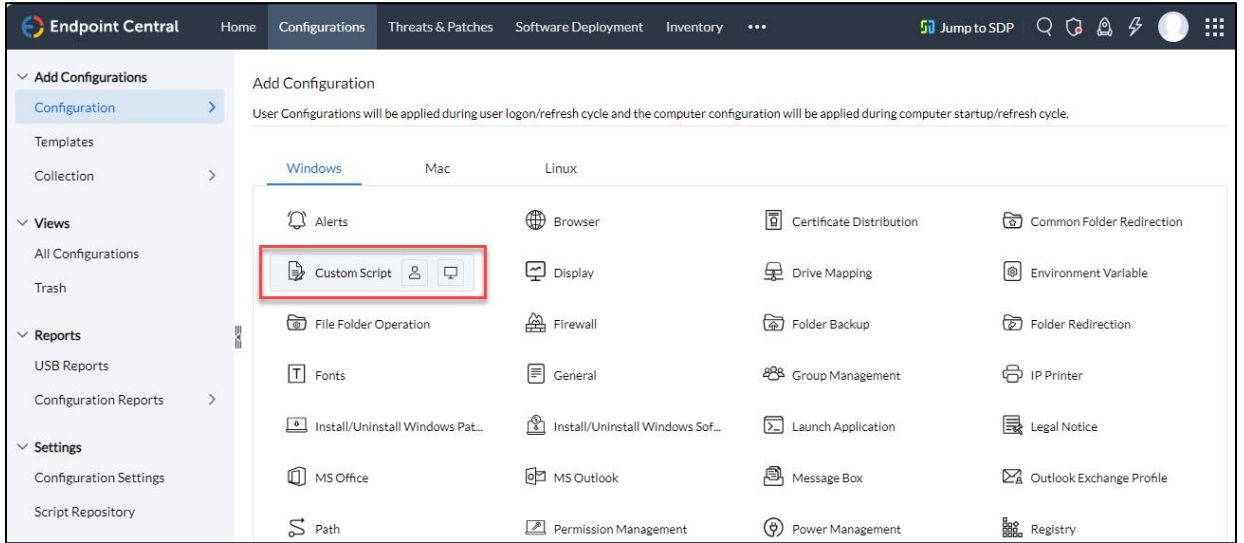 Endpoint Central Home Configurations Threats & Patches Software Deployment Inventory ••• Jump to SDP
Add Configurations
Configuration
Templates
Collection
Views
All Configurations
Trash
Reports
USB Reports
Configuration Reports
Settings
Configuration Settings
Script Repository
Add Configuration
User Configurations will be applied during user logon/refresh cycle and the computer configuration will be applied during computer startup/refresh cycle.
Windows Mac Linux
Alerts Browser Certificate Distribution Common Folder Redirection
Custom Script Display Drive Mapping Environment Variable
File Folder Operation Firewall Folder Backup Folder Redirection
Fonts General Group Management IP Printer
Install/Uninstall Windows Pat... Install/Uninstall Windows Sof... Launch Application Legal Notice
MS Office MS Outlook Message Box Outlook Exchange Profile
Path Permission Management Power Management Registry